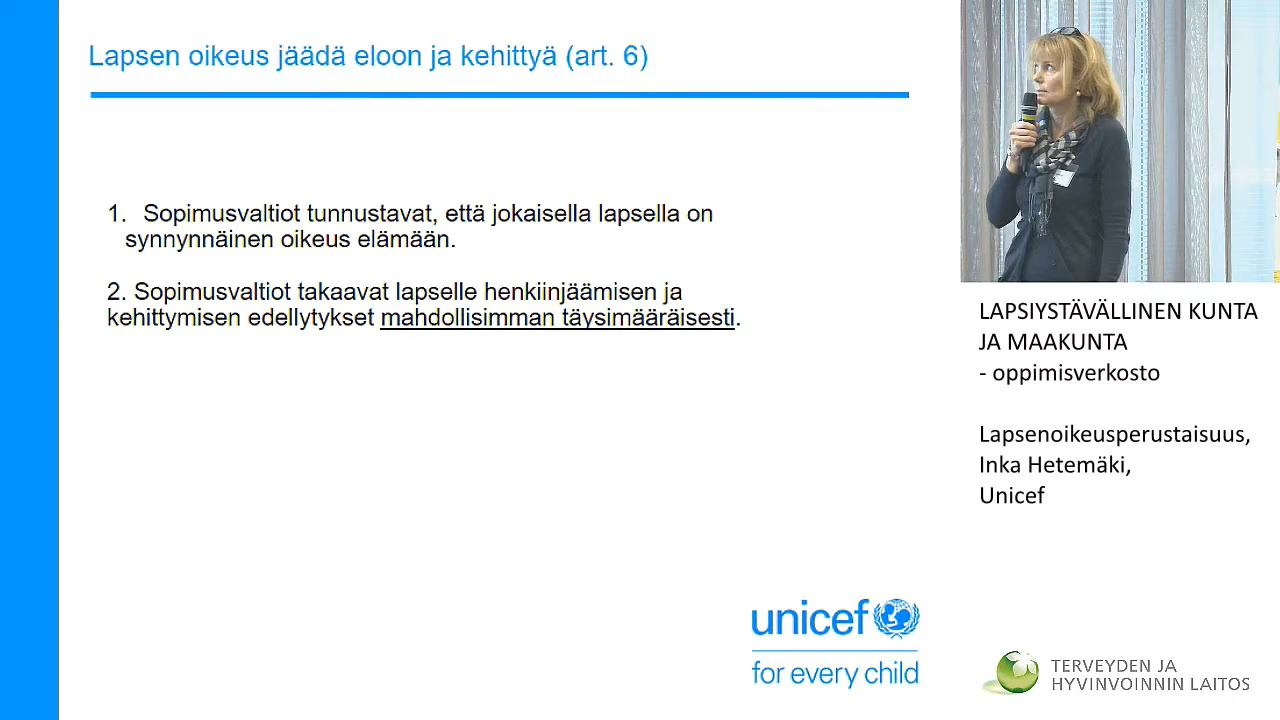 Lapsen oikeus jäädä eloon ja kehittyä (art. 6)
1. Sopimusvaltiot tunnustavat, että jokaisella lapsella on
synnynnäinen oikeus elämään.
2. Sopimusvaltiot takaavat lapselle henkiinjäämisen ja
kehittymisen edellytykset mahdollisimman täysimääräisesti.
unicef
for every child
LAPSIYSTÄVÄLLINEN KUNTA
JA MAAKUNTA
- oppimisverkosto
Lapsenoikeusperustaisuus,
Inka Hetemäki,
Unicef
TERVEYDEN JA
HYVINVOINNIN LAITOS